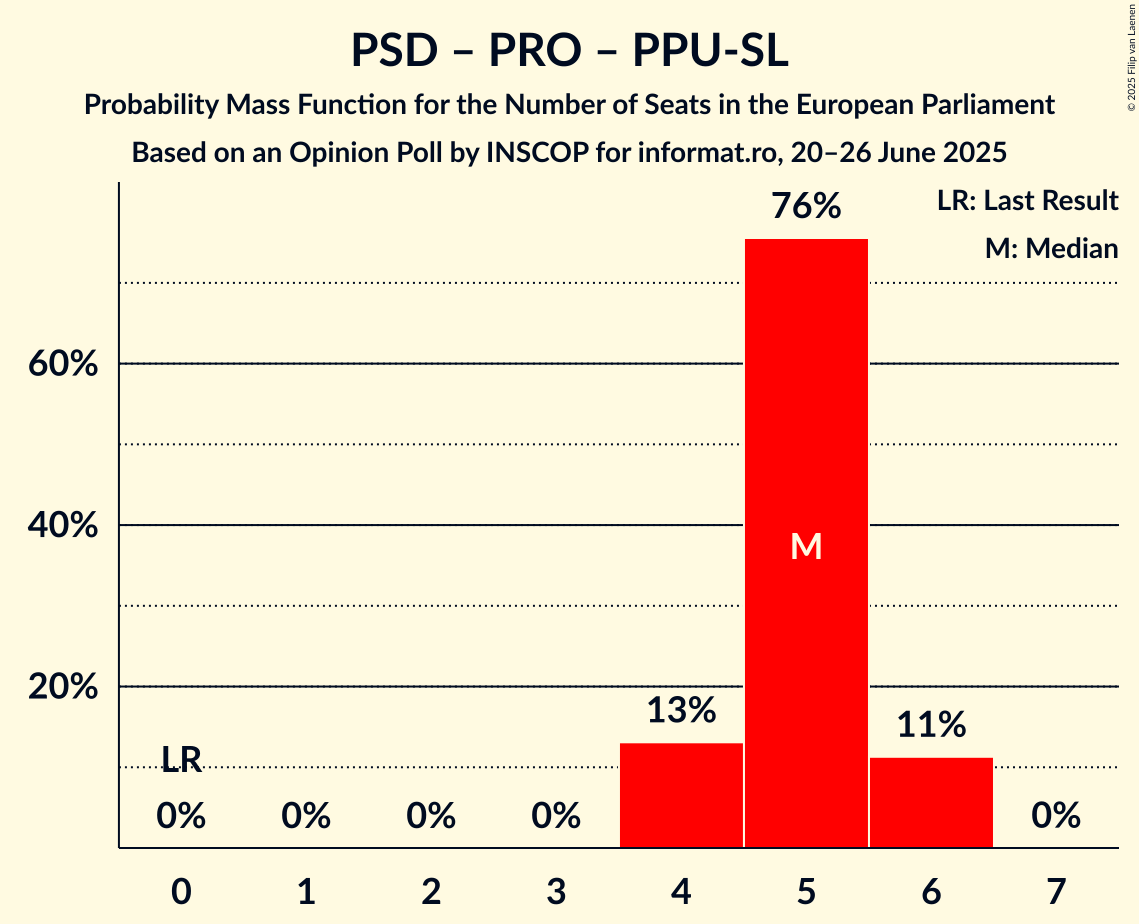 PSD – PRO – PPU-SL
Probability Mass Function for the Number of Seats in the European Parliament
Based on an Opinion Poll by INSCOP for informat.ro, 20–26 June 2025
© 2025 Filip van Laenen
LR: Last Result
M: Median
76%
60%
40%
M
20%
13%
11%
LR
0%
0%
0%
0%
0%
0
1
2
3
4
5
6
7